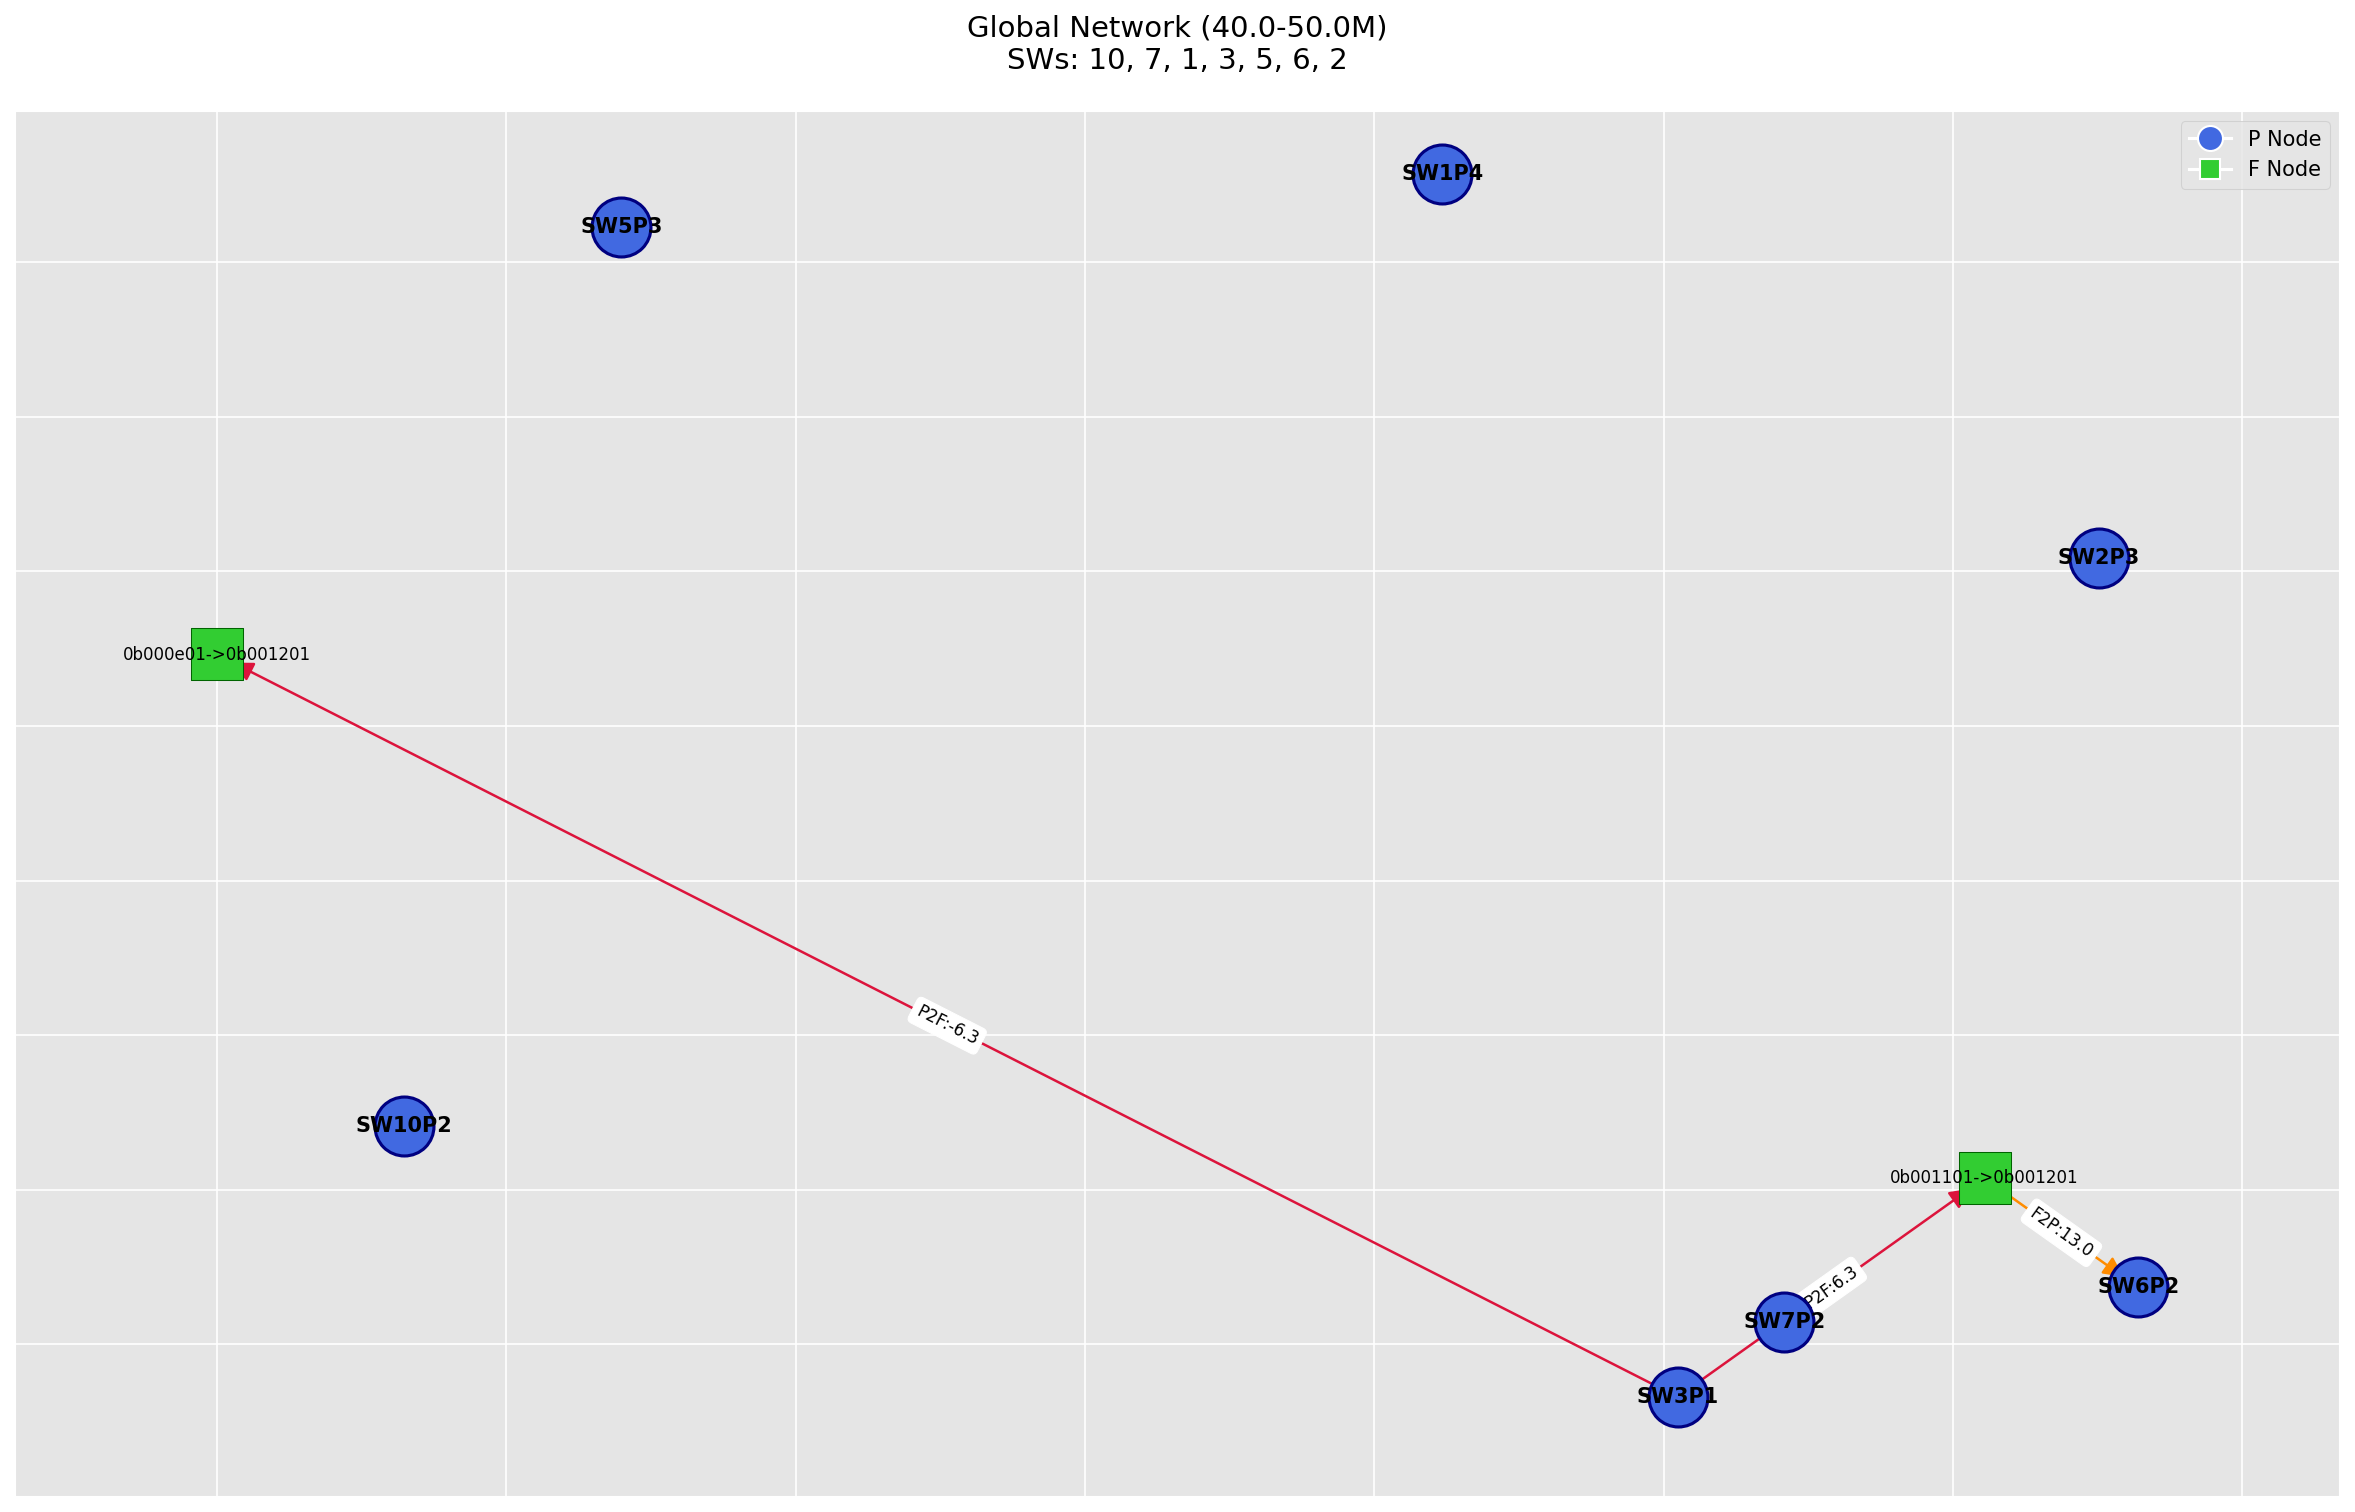 Global Network (40.0-50.0M)
SWs: 10, 7, 1, 3, 5, 6, 2
P Node
F Node
SW1P4
SW5P3
SW2P3
0b000e01->0b001201
P2F:-6.3
SW10P2
0b001101->0b001201
F2P:13.0
P2F:6.3
SW6P2
SW7P2
SW3P1